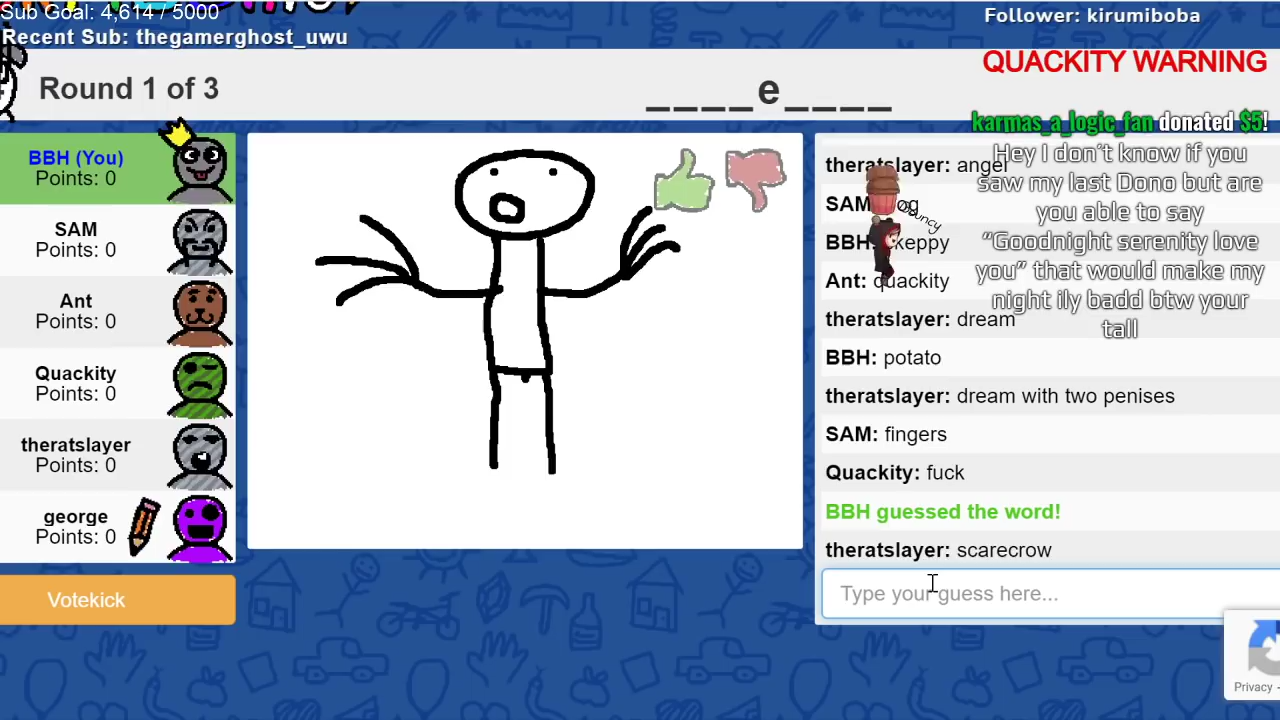 Sub Goal: 4,614 / 5000
Recent Sub: thegamerghost_uwu
Follower: kirumiboba
QUACKITY WARNING
Round 1 of 3
____e____
karmas_a_logic_fan donated $5!
Hey I don't know if you
saw my last Dono but are
you able to say
“Goodnight serenity love
you” that would make my
night ily badd btw your
tall
BBH (You)
Points: 0
SAM
Points: 0
Ant
Points: 0
Quackity
Points: 0
theratslayer
Points: 0
george
Points: 0
Votekick
theratslayer: angel
SAM:
BBH: skeppy
Ant: quackity
theratslayer: dream
BBH: potato
theratslayer: dream with two penises
SAM: fingers
Quackity: fuck
BBH guessed the word!
theratslayer: scarecrow
Type your guess here...
Privacy -